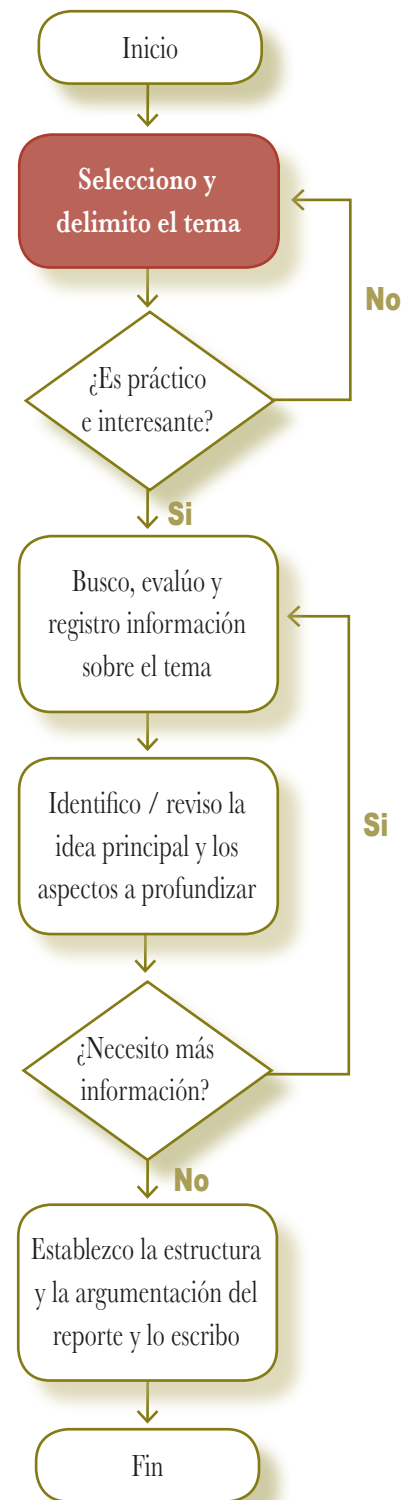 Inicio
Selecciono y
delimito el tema
No
¿Es práctico
e interesante?
Si
Busco, evalúo y
registro información
sobre el tema
Identifico / reviso la
idea principal y los
aspectos a profundizar
Si
¿Necesito más
información?
No
Establezco la estructura
y la argumentación del
reporte y lo escribo
Fin